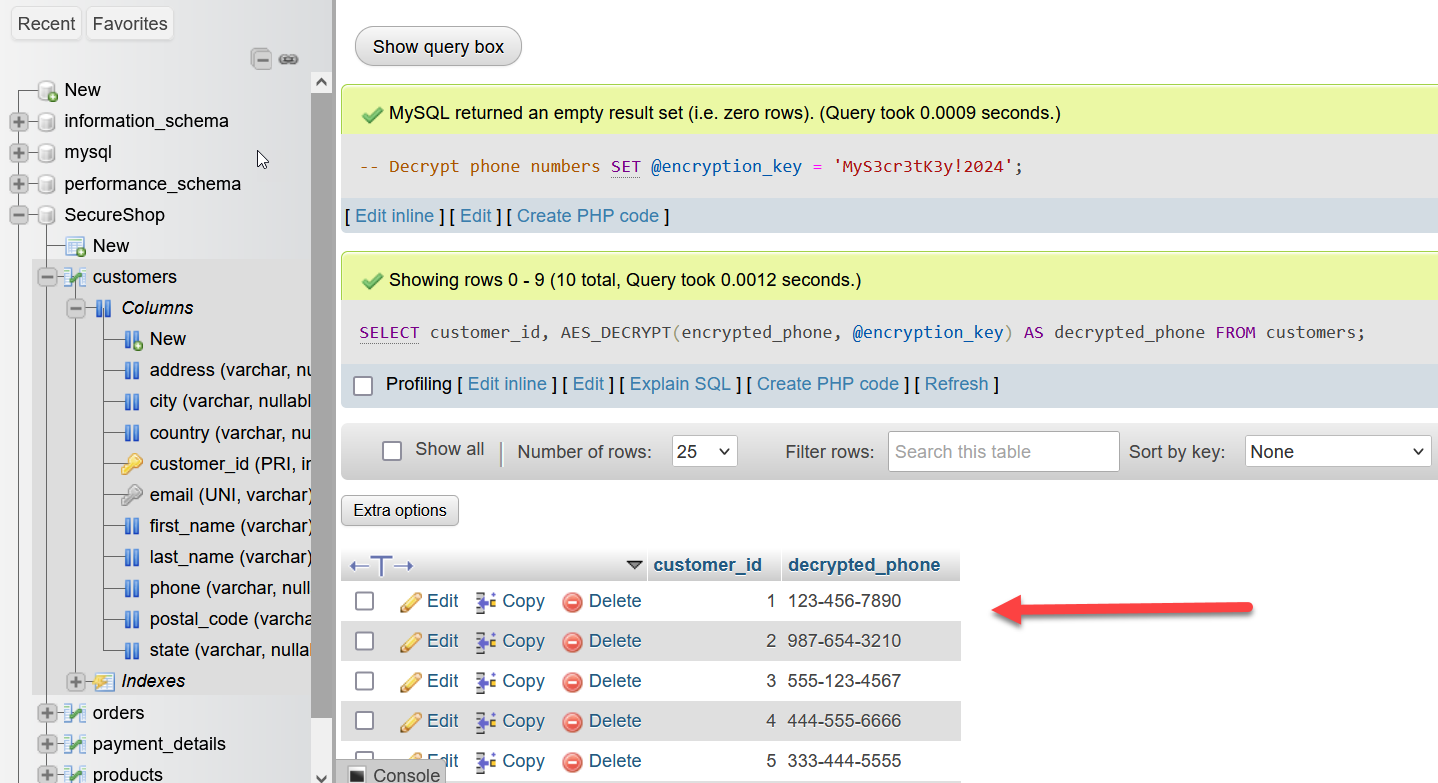 Recent Favorites
New
information_schema
mysql
performance_schema
SecureShop
New
customers
Columns
New
address (varchar, nu
city (varchar, nullabl
country (varchar, nu
customer_id (PRI, in
email (UNI, varchar)
first_name (varchar)
last_name (varchar)
phone (varchar, null
postal_code (varcha
state (varchar, nullal
Indexes
orders
payment_details
products
Show query box
MySQL returned an empty result set (i.e. zero rows). (Query took 0.0009 seconds.)
-- Decrypt phone numbers SET @encryption_key = 'MyS3cr3tK3y!2024';
[ Edit inline ] [ Edit ] [ Create PHP code ]
Showing rows 0 - 9 (10 total, Query took 0.0012 seconds.)
SELECT customer_id, AES_DECRYPT(encrypted_phone, @encryption_key) AS decrypted_phone FROM customers;
Profiling [ Edit inline ] [ Edit ] [ Explain SQL ] [ Create PHP code ] [ Refresh ]
Show all Number of rows: 25 Filter rows: Search this table Sort by key: None
Extra options
customer_id decrypted_phone
Edit Copy Delete 1 123-456-7890
Edit Copy Delete 2 987-654-3210
Edit Copy Delete 3 555-123-4567
Edit Copy Delete 4 444-555-6666
Edit Copy Delete 5 333-444-5555
Console